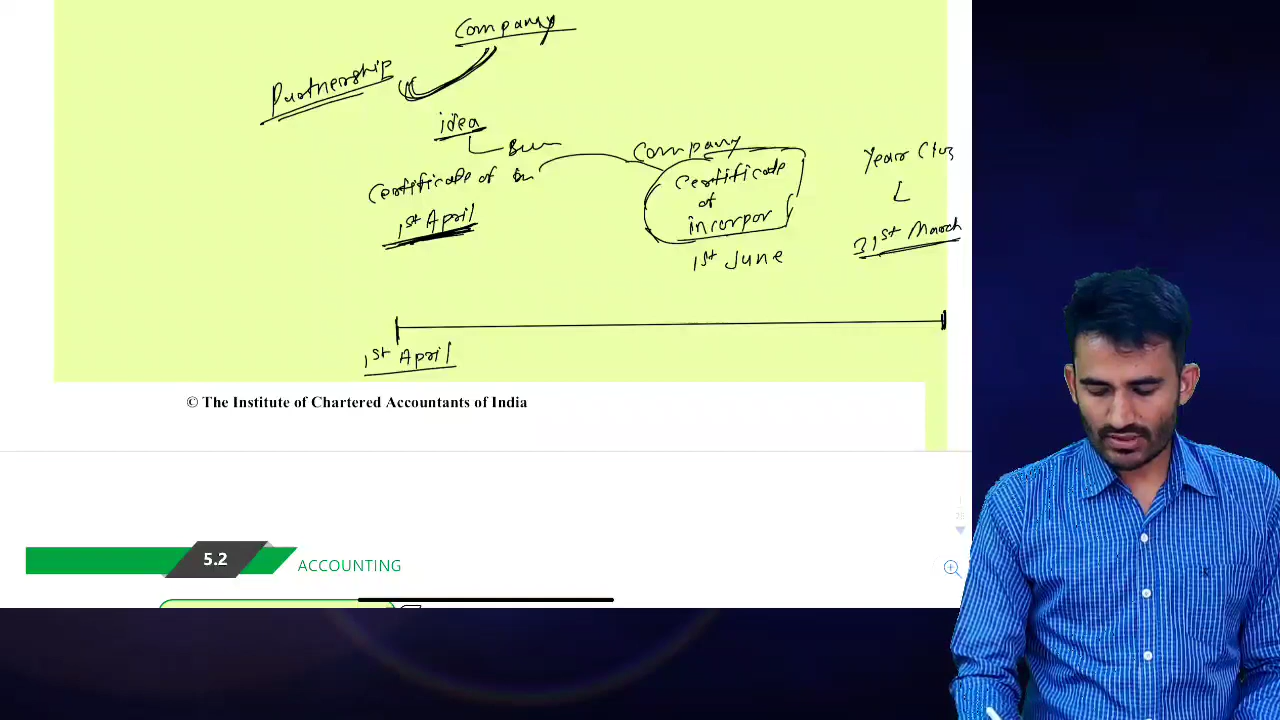 Company
Partnership
idea
Company
Certificate of in
1st April
Certificate
of
incorpor
1st June
Year
31st March
1st April
© The Institute of Chartered Accountants of India
5.2
ACCOUNTING